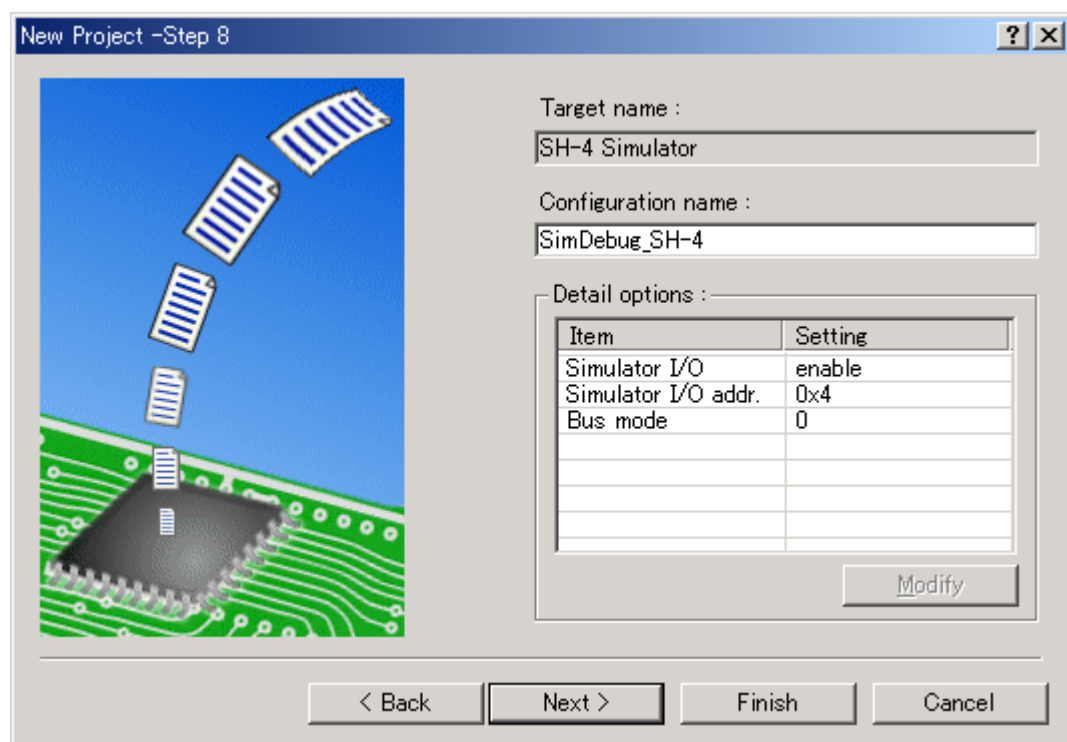 New Project -Step 8
Target name :
SH-4 Simulator
Configuration name :
SimDebug_SH-4
Detail options :
Item Setting
Simulator I/O enable
Simulator I/O addr. 0x4
Bus mode 0
Modify
< Back Next > Finish Cancel